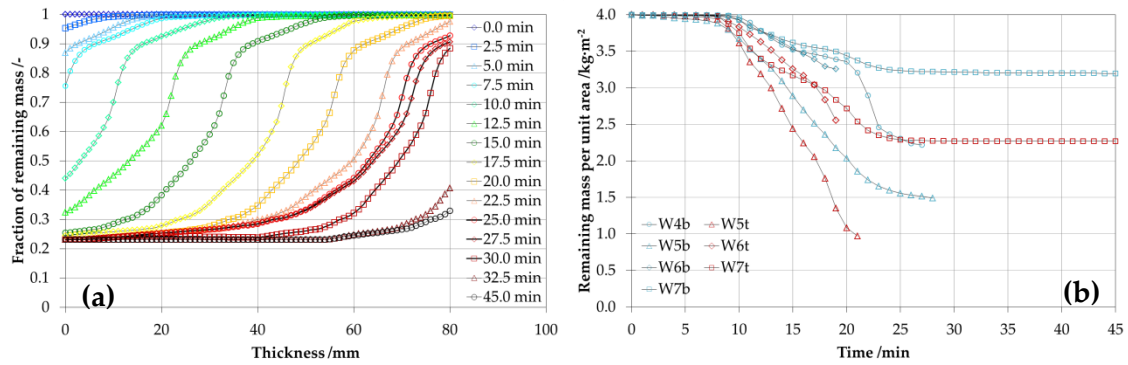 1
0.9
0.8
0.7
0.6
0.5
0.4
0.3
0.2
0.1
0
Fraction of remaining mass /-
0
20
40
60
80
100
Thickness /mm
(a)
0.0 min
2.5 min
5.0 min
7.5 min
10.0 min
12.5 min
15.0 min
17.5 min
20.0 min
22.5 min
25.0 min
27.5 min
30.0 min
32.5 min
45.0 min
4.0
3.5
3.0
2.5
2.0
1.5
1.0
0.5
0.0
Remaining mass per unit area /kgm⁻²
0
5
10
15
20
25
30
35
40
45
Time /min
W4b
W5t
W5b
W6t
W6b
W7t
W7b
(b)